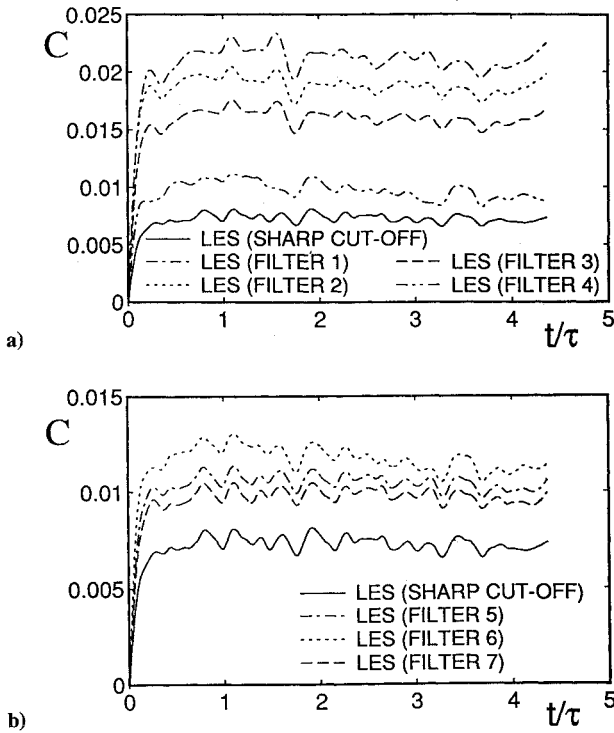 C
0.025
0.02
0.015
0.01
0.005
0
LES (SHARP CUT-OFF)
LES (FILTER 1)
LES (FILTER 2)
LES (FILTER 3)
LES (FILTER 4)
0 1 2 3 4 5
t/τ
a)
C
0.015
0.01
0.005
0
LES (SHARP CUT-OFF)
LES (FILTER 5)
LES (FILTER 6)
LES (FILTER 7)
0 1 2 3 4 5
t/τ
b)